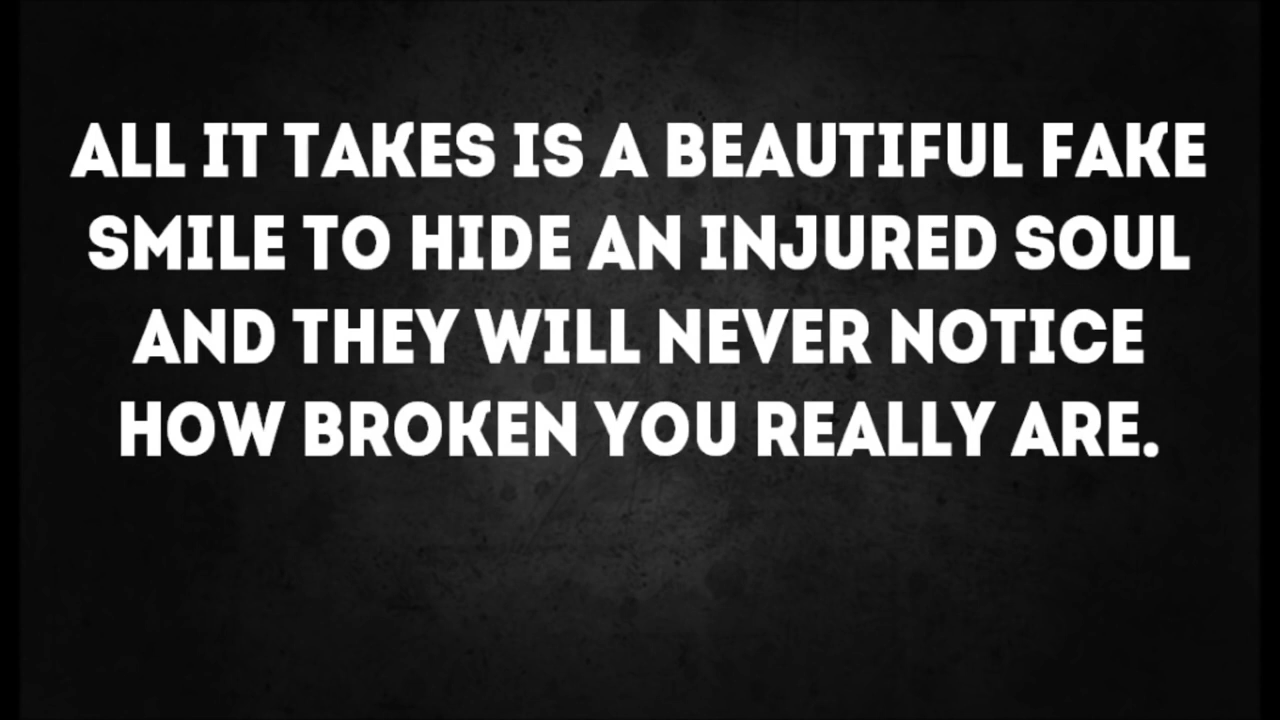 ALL IT TAKES IS A BEAUTIFUL FAKE
SMILE TO HIDE AN INJURED SOUL
AND THEY WILL NEVER NOTICE
HOW BROKEN YOU REALLY ARE.